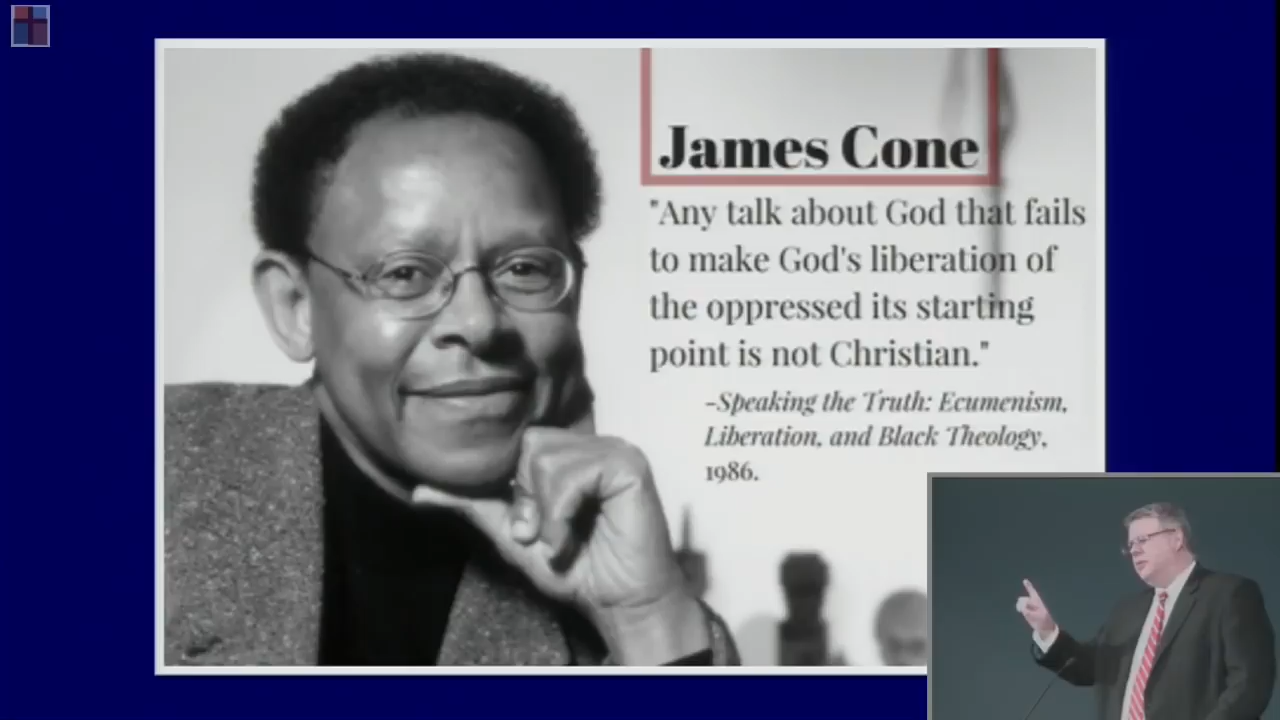 James Cone
"Any talk about God that fails
to make God's liberation of
the oppressed its starting
point is not Christian."
-Speaking the Truth: Ecumenism,
Liberation, and Black Theology,
1986.